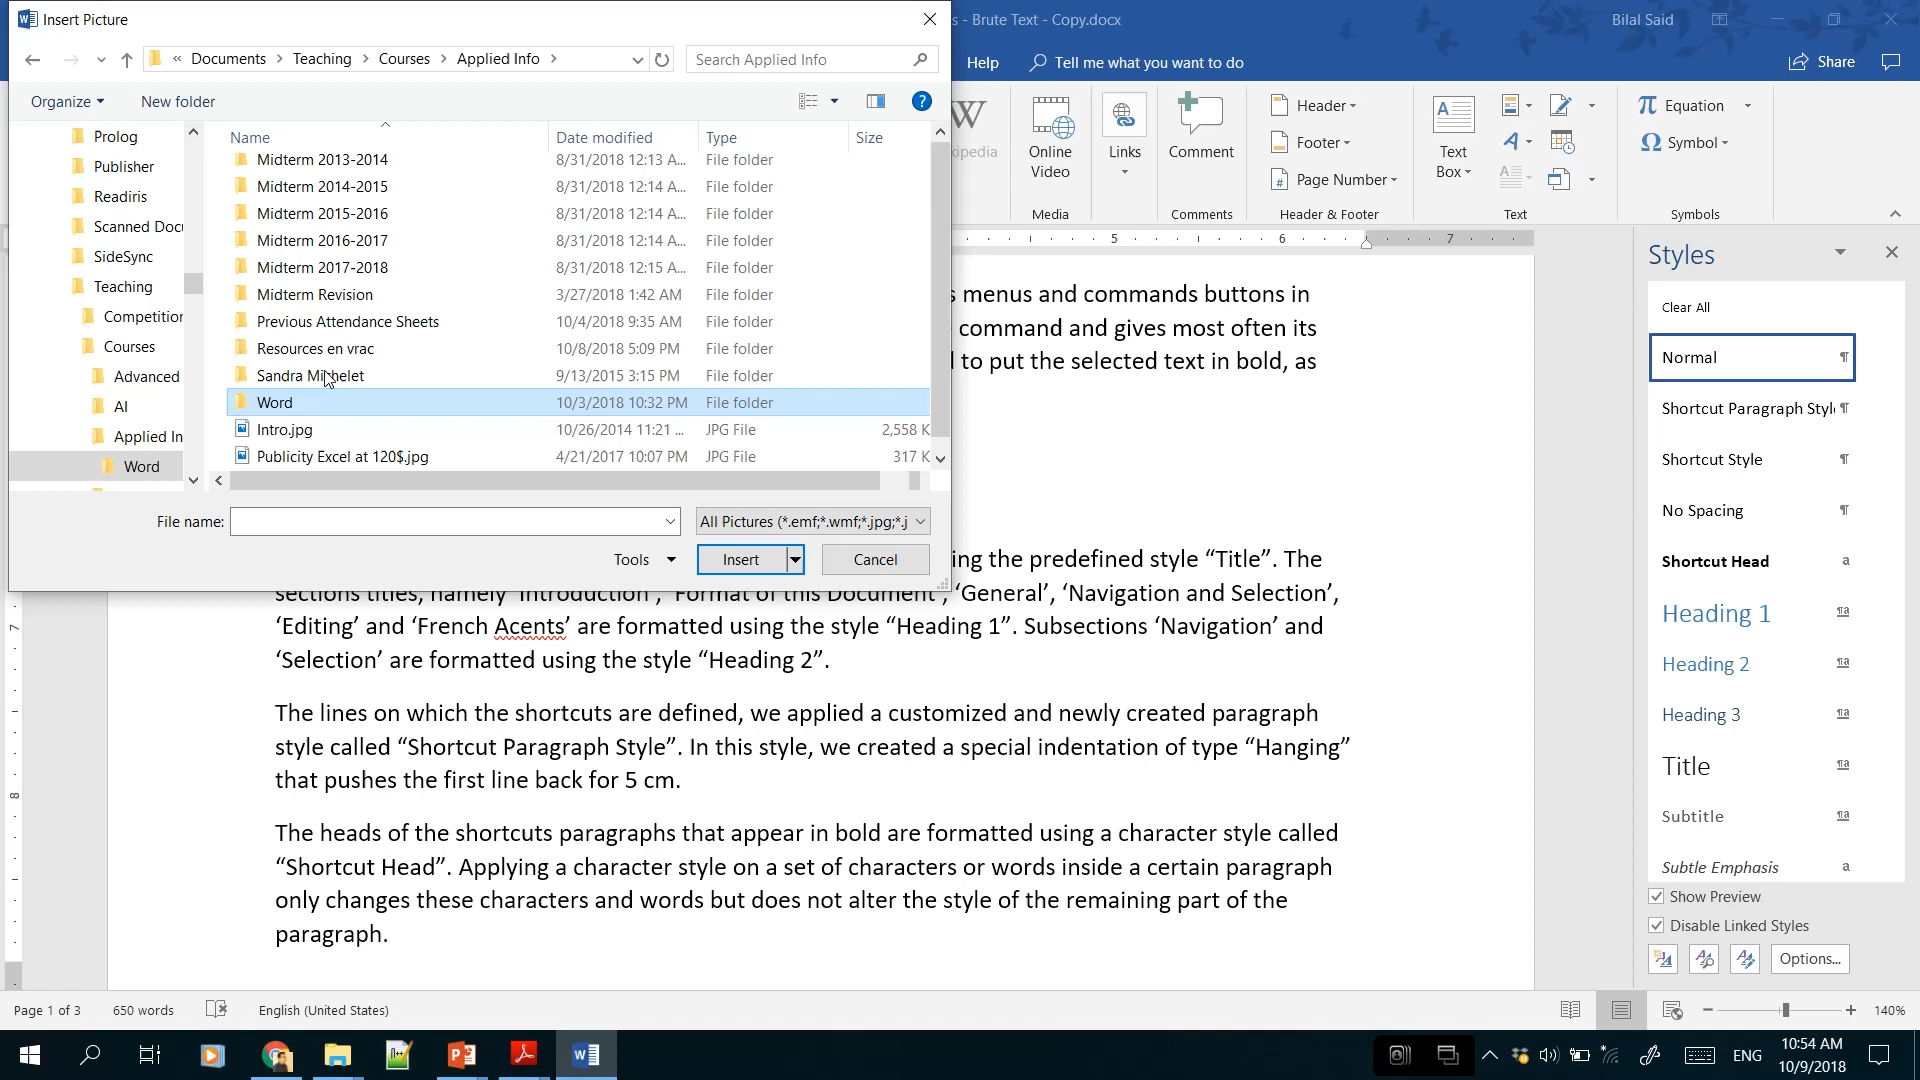 Insert Picture
s - Brute Text - Copy.docx
Bilal Said
« Documents > Teaching > Courses > Applied Info >
Search Applied Info
Help
Tell me what you want to do
Share
Organize
New folder
Prolog
Publisher
Readiris
Scanned Docu
SideSync
Teaching
Competition
Courses
Advanced
AI
Applied In
Word
Name Date modified Type Size
Midterm 2013-2014 8/31/2018 12:13 A... File folder
Midterm 2014-2015 8/31/2018 12:14 A... File folder
Midterm 2015-2016 8/31/2018 12:14 A... File folder
Midterm 2016-2017 8/31/2018 12:14 A... File folder
Midterm 2017-2018 8/31/2018 12:15 A... File folder
Midterm Revision 3/27/2018 1:42 AM File folder
Previous Attendance Sheets 10/4/2018 9:35 AM File folder
Resources en vrac 10/8/2018 5:09 PM File folder
Sandra Michelet 9/13/2015 3:15 PM File folder
Word 10/3/2018 10:32 PM File folder
Intro.jpg 10/26/2014 11:21 ... JPG File 2,558 K
Publicity Excel at 120$.jpg 4/21/2017 10:07 PM JPG File 317 K
File name:
All Pictures (*.emf;*.wmf;*.jpg;*.j
Tools
Insert
Cancel
ipedia
Online
Video
Media
Links
Comment
Comments
Header
Footer
Page Number
Header & Footer
Text
Box
Text
π Equation
Ω Symbol
Symbols
5 6 7
s menus and commands buttons in
command and gives most often its
to put the selected text in bold, as
ing the predefined style “Title”. The
sections titles, namely ‘Introduction’, ‘Format of this Document’, ‘General’, ‘Navigation and Selection’,
‘Editing’ and ‘French Acents’ are formatted using the style “Heading 1”. Subsections ‘Navigation’ and
‘Selection’ are formatted using the style “Heading 2”.
The lines on which the shortcuts are defined, we applied a customized and newly created paragraph
style called “Shortcut Paragraph Style”. In this style, we created a special indentation of type “Hanging”
that pushes the first line back for 5 cm.
The heads of the shortcuts paragraphs that appear in bold are formatted using a character style called
“Shortcut Head”. Applying a character style on a set of characters or words inside a certain paragraph
only changes these characters and words but does not alter the style of the remaining part of the
paragraph.
7
8
Styles
Clear All
Normal
Shortcut Paragraph Styl
Shortcut Style
No Spacing
Shortcut Head a
Heading 1
Heading 2
Heading 3
Title
Subtitle
Subtle Emphasis a
Show Preview
Disable Linked Styles
Options...
Page 1 of 3
650 words
English (United States)
140%
ENG
10:54 AM
10/9/2018